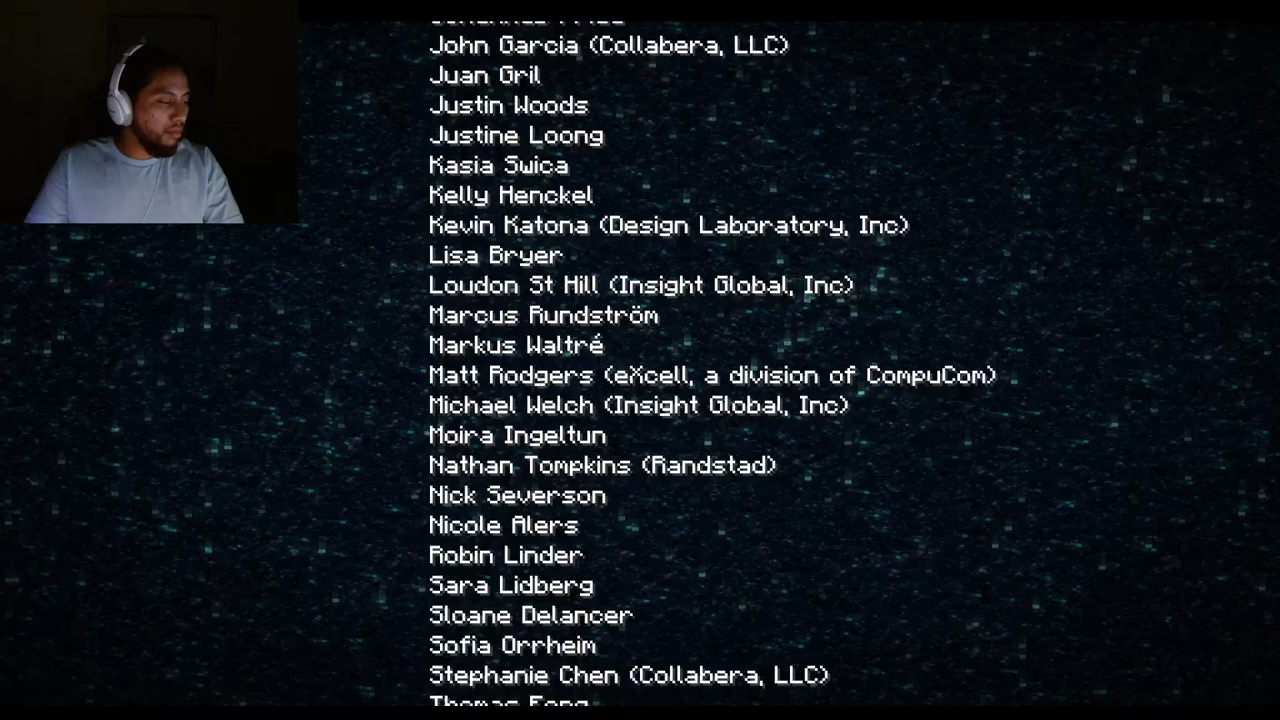 John Garcia (Collabera, LLC)
Juan Gril
Justin Woods
Justine Loong
Kasia Swica
Kelly Henckel
Kevin Katona (Design Laboratory, Inc)
Lisa Bryer
Loudon St Hill (Insight Global, Inc)
Marcus Rundström
Markus Waltré
Matt Rodgers (eXcell, a division of CompuCom)
Michael Welch (Insight Global, Inc)
Moira Ingeltun
Nathan Tompkins (Randstad)
Nick Severson
Nicole Alers
Robin Linder
Sara Lidberg
Sloane Delancer
Sofia Orrheim
Stephanie Chen (Collabera, LLC)